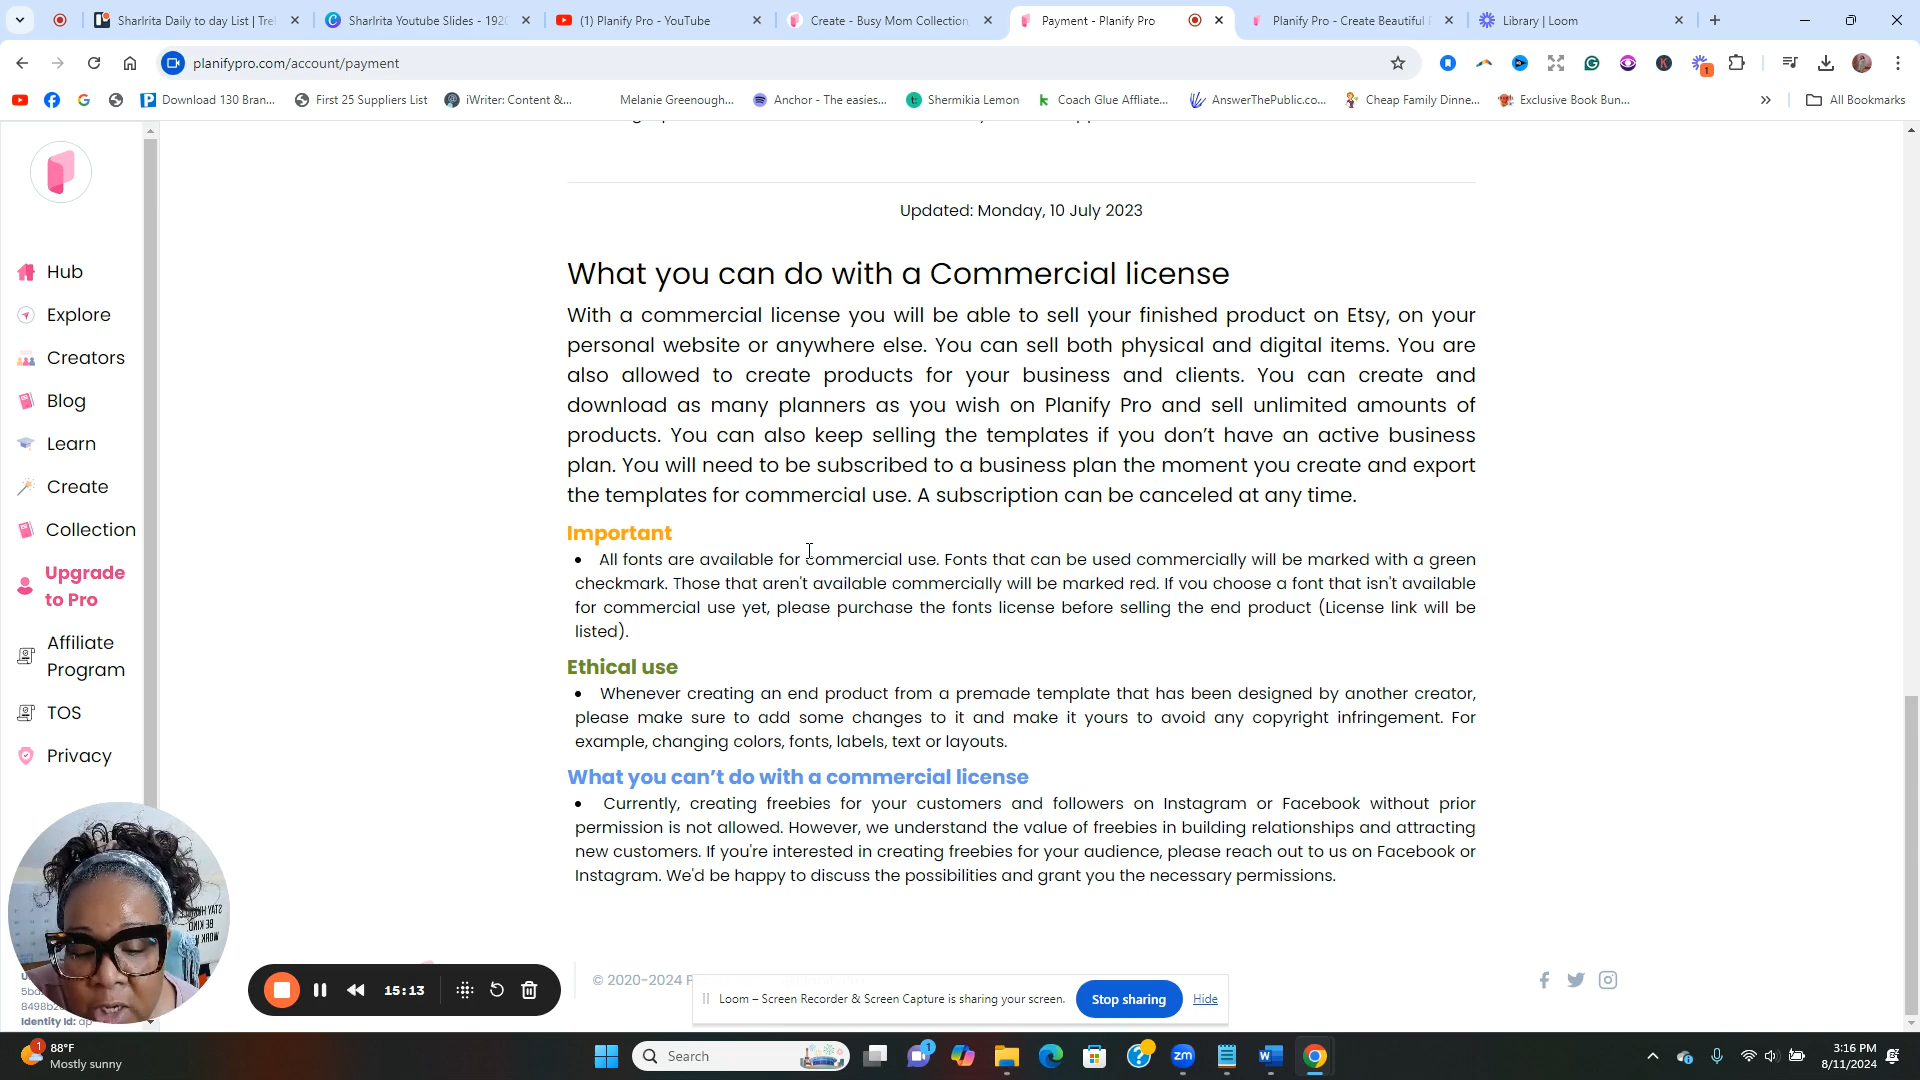 Sharlrita Daily to day List | Trel
Sharlrita Youtube Slides - 192
(1) Planify Pro - YouTube
Create - Busy Mom Collection
Payment - Planify Pro
Planify Pro - Create Beautiful
Library | Loom
planifypro.com/account/payment
1
Download 130 Bran...
First 25 Suppliers List
iWriter: Content &...
Melanie Greenough...
Anchor - The easies...
Shermikia Lemon
Coach Glue Affliate...
AnswerThePublic.co...
Cheap Family Dinne...
Exclusive Book Bun...
All Bookmarks
Hub
Explore
Creators
Blog
Learn
Create
Collection
Upgrade
to Pro
Affiliate
Program
TOS
Privacy
Updated: Monday, 10 July 2023
What you can do with a Commercial license
With a commercial license you will be able to sell your finished product on Etsy, on your
personal website or anywhere else. You can sell both physical and digital items. You are
also allowed to create products for your business and clients. You can create and
download as many planners as you wish on Planify Pro and sell unlimited amounts of
products. You can also keep selling the templates if you don’t have an active business
plan. You will need to be subscribed to a business plan the moment you create and export
the templates for commercial use. A subscription can be canceled at any time.
Important
• All fonts are available for commercial use. Fonts that can be used commercially will be marked with a green
checkmark. Those that aren't available commercially will be marked red. If you choose a font that isn't available
for commercial use yet, please purchase the fonts license before selling the end product (License link will be
listed).
Ethical use
• Whenever creating an end product from a premade template that has been designed by another creator,
please make sure to add some changes to it and make it yours to avoid any copyright infringement. For
example, changing colors, fonts, labels, text or layouts.
What you can’t do with a commercial license
• Currently, creating freebies for your customers and followers on Instagram or Facebook without prior
permission is not allowed. However, we understand the value of freebies in building relationships and attracting
new customers. If you're interested in creating freebies for your audience, please reach out to us on Facebook or
Instagram. We'd be happy to discuss the possibilities and grant you the necessary permissions.
© 2020-2024 P
BE KIND.
Identity Id: ap
15:13
Loom – Screen Recorder & Screen Capture is sharing your screen.
Stop sharing
Hide
1
88°F
Mostly sunny
Search
1
zm
3:16 PM
8/11/2024